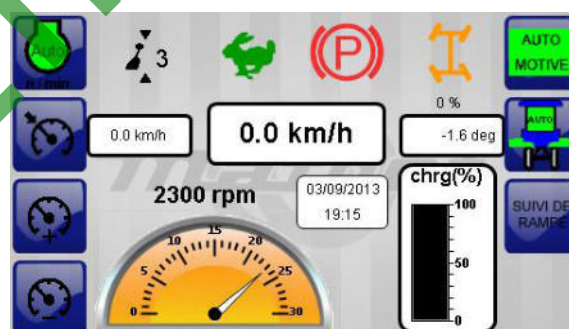 Auto
n / min
3
P
AUTO
MOTIVE
0.0 km/h
0.0 km/h
0 %
-1.6 deg
AUTO
2300 rpm
03/09/2013
19:15
chrg(%)
100
50
0
SUIVI DE
RAMPE
0
5
10
15
20
25
30